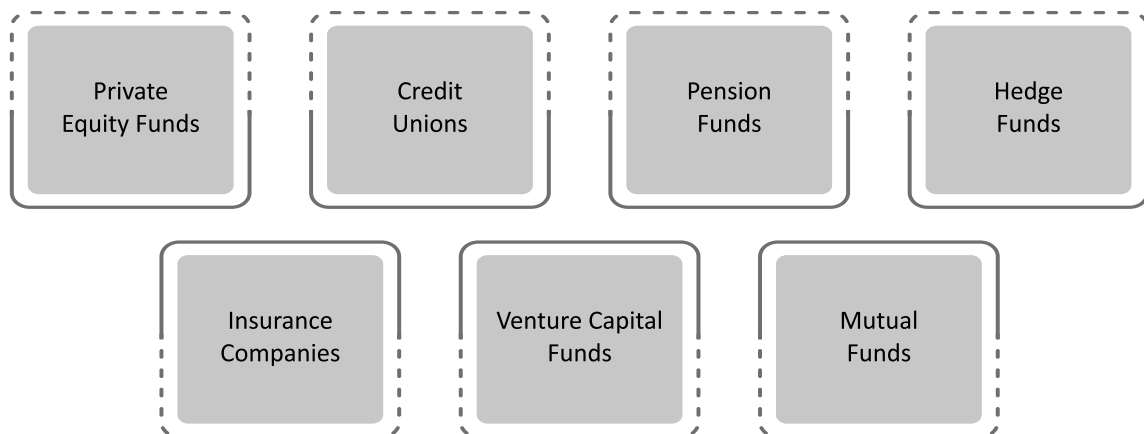 Private
Equity Funds
Credit
Unions
Pension
Funds
Hedge
Funds
Insurance
Companies
Venture Capital
Funds
Mutual
Funds